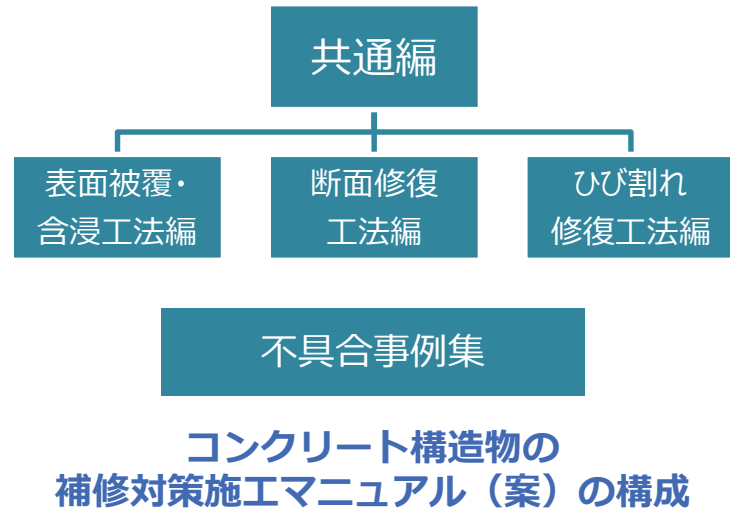 共通編
表面被覆・
含浸工法編
断面修復
工法編
ひび割れ
修復工法編
不具合事例集
コンクリート構造物の
補修対策施工マニュアル（案）の構成